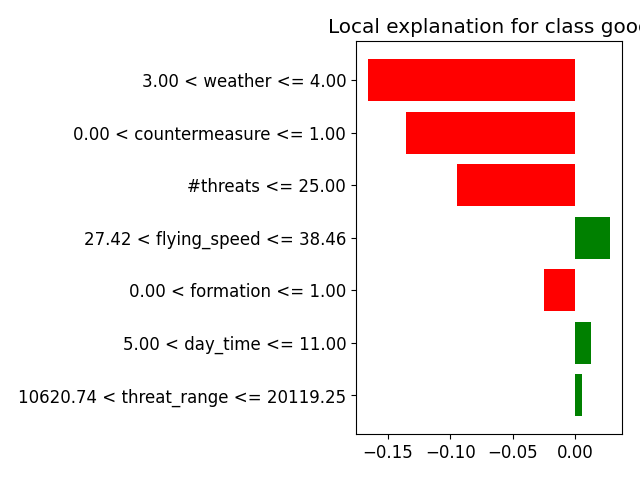 Local explanation for class good
3.00 < weather <= 4.00
0.00 < countermeasure <= 1.00
#threats <= 25.00
27.42 < flying_speed <= 38.46
0.00 < formation <= 1.00
5.00 < day_time <= 11.00
10620.74 < threat_range <= 20119.25
−0.15 −0.10 −0.05 0.00